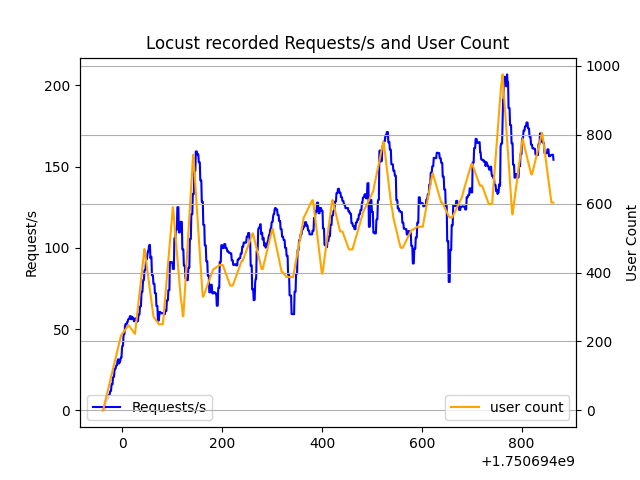 Locust recorded Requests/s and User Count
Request/s
200
150
100
50
0
1000
800
600
400
200
0
User Count
Requests/s
user count
0
200
400
600
800
+1.750694e9